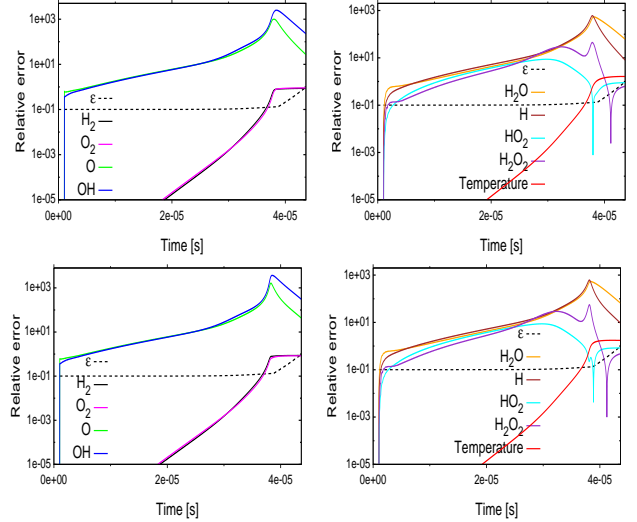 Relative error
1e+03
1e+01
1e-01
1e-03
1e-05
0e+00
2e-05
4e-05
Time [s]
ε
H2
O2
O
OH
Relative error
1e+03
1e+01
1e-01
1e-03
1e-05
0e+00
2e-05
4e-05
Time [s]
ε
H2O
H
HO2
H2O2
Temperature
Relative error
1e+03
1e+01
1e-01
1e-03
1e-05
0e+00
2e-05
4e-05
Time [s]
ε
H2
O2
O
OH
Relative error
1e+03
1e+01
1e-01
1e-03
1e-05
0e+00
2e-05
4e-05
Time [s]
ε
H2O
H
HO2
H2O2
Temperature